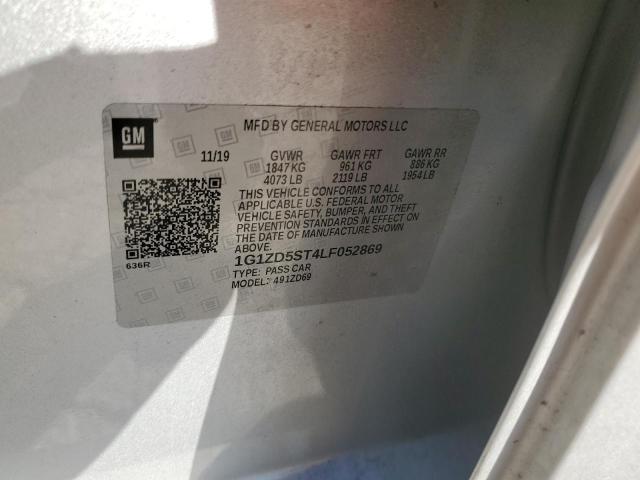 GM
MFD BY GENERAL MOTORS LLC
11/19 GVWR GAWR FRT GAWR RR
1847 KG 961 KG 886 KG
4073 LB 2119 LB 1954 LB
THIS VEHICLE CONFORMS TO ALL
APPLICABLE U.S. FEDERAL MOTOR
VEHICLE SAFETY, BUMPER, AND THEFT
PREVENTION STANDARDS IN EFFECT ON
THE DATE OF MANUFACTURE SHOWN
ABOVE.
1G1ZD5ST4LF052869
TYPE: PASS CAR
MODEL: 491ZD69
636R